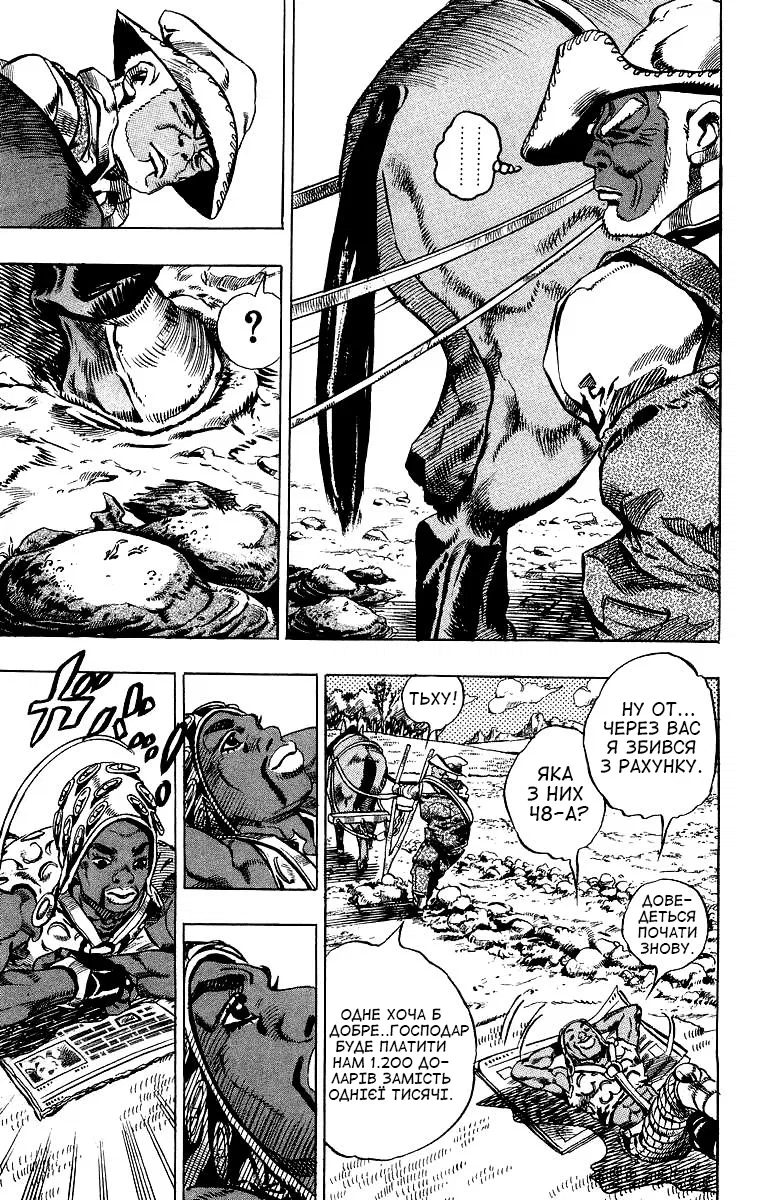 ?
НУ ОТ...
ЧЕРЕЗ ВАС
Я ЗБИВСЯ
З РАХУНКУ.
ЯКА
З НИХ
48-А?
ДОВЕ-
ДЕТЬСЯ
ПОЧАТИ
ЗНОВУ.
ТЬХУ!
ОДНЕ ХОЧА Б
ДОБРЕ..ГОСПОДАР
БУДЕ ПЛАТИТИ
НАМ 1.200 ДО-
ЛАРІВ ЗАМІСТЬ
ОДНІЄЇ ТИСЯЧІ.